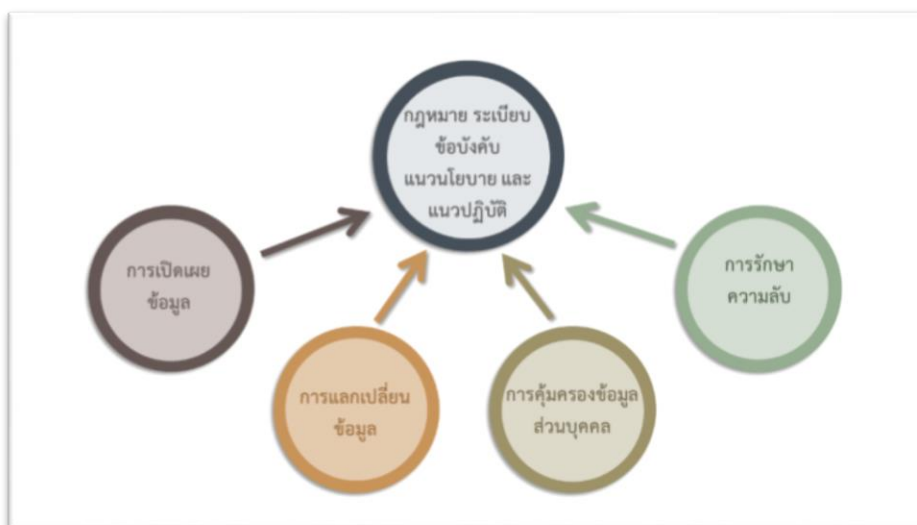 กฎหมาย ระเบียบ
ข้อบังคับ
แนวนโยบาย และ
แนวปฏิบัติ
การเปิดเผย
ข้อมูล
การแลกเปลี่ยน
ข้อมูล
การคุ้มครองข้อมูล
ส่วนบุคคล
การรักษา
ความลับ